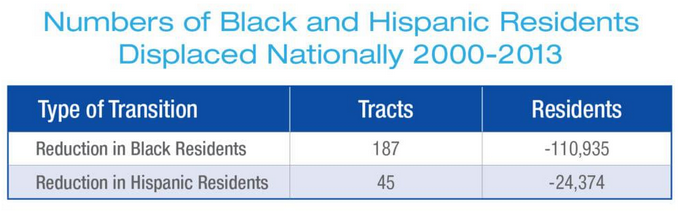 Numbers of Black and Hispanic Residents
Displaced Nationally 2000-2013
Type of Transition Tracts Residents
Reduction in Black Residents 187 -110,935
Reduction in Hispanic Residents 45 -24,374